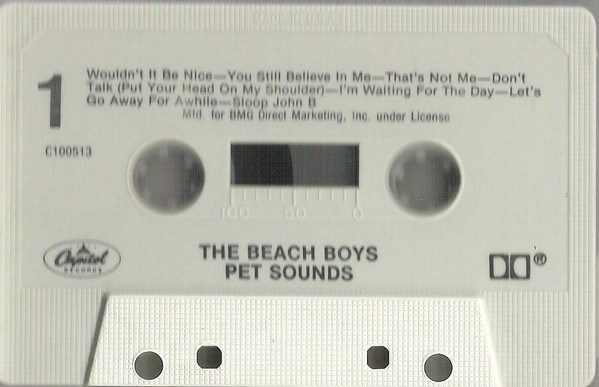 MADE IN U.S.A.
1
Wouldn't It Be Nice—You Still Believe In Me—That's Not Me—Don't
Talk (Put Your Head On My Shoulder)—I'm Waiting For The Day—Let's
Go Away For Awhile—Sloop John B
Mfd. for BMG Direct Marketing, Inc. under License
C100513
100 50 0
Capitol
RECORDS
THE BEACH BOYS
PET SOUNDS
®